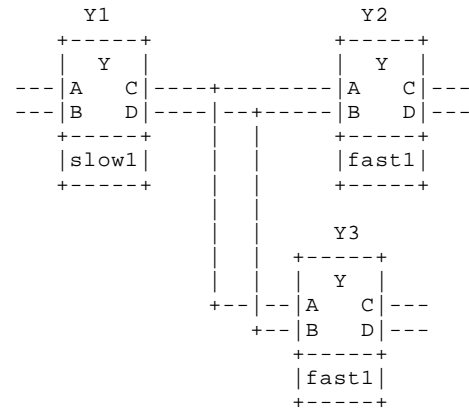 Y1 Y2
Y Y
A C A C
B D B D
slow1 fast1
Y3
Y
A C
B D
fast1